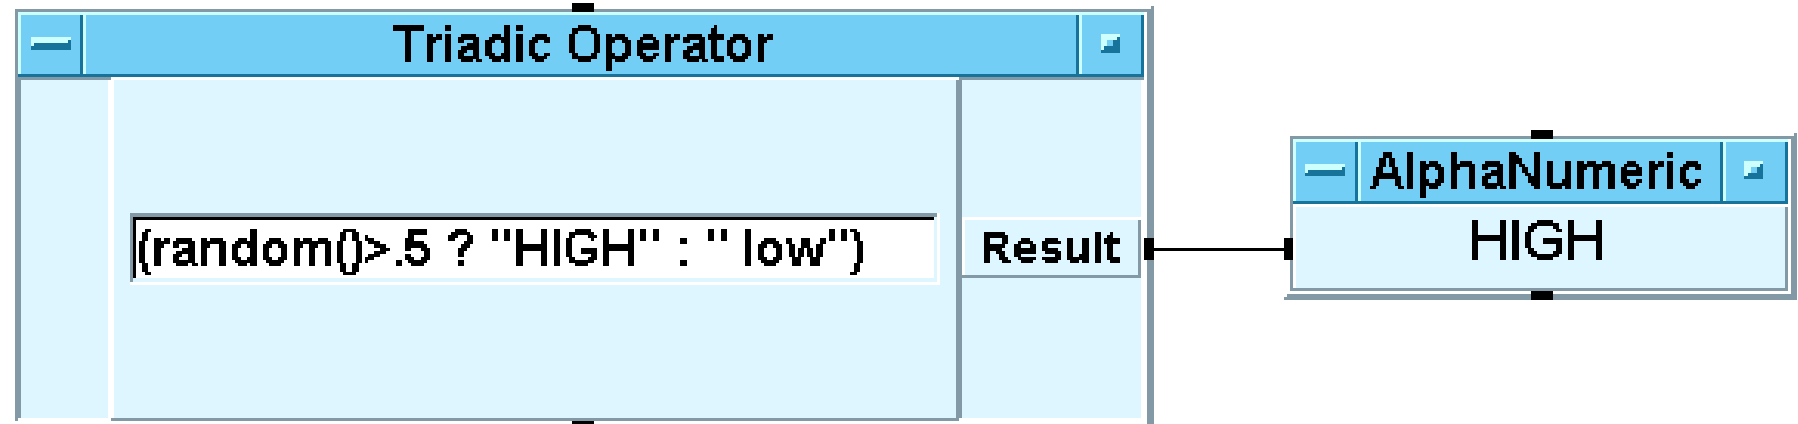 Triadic Operator
(random()>.5 ? "HIGH" : " low")
Result
AlphaNumeric
HIGH